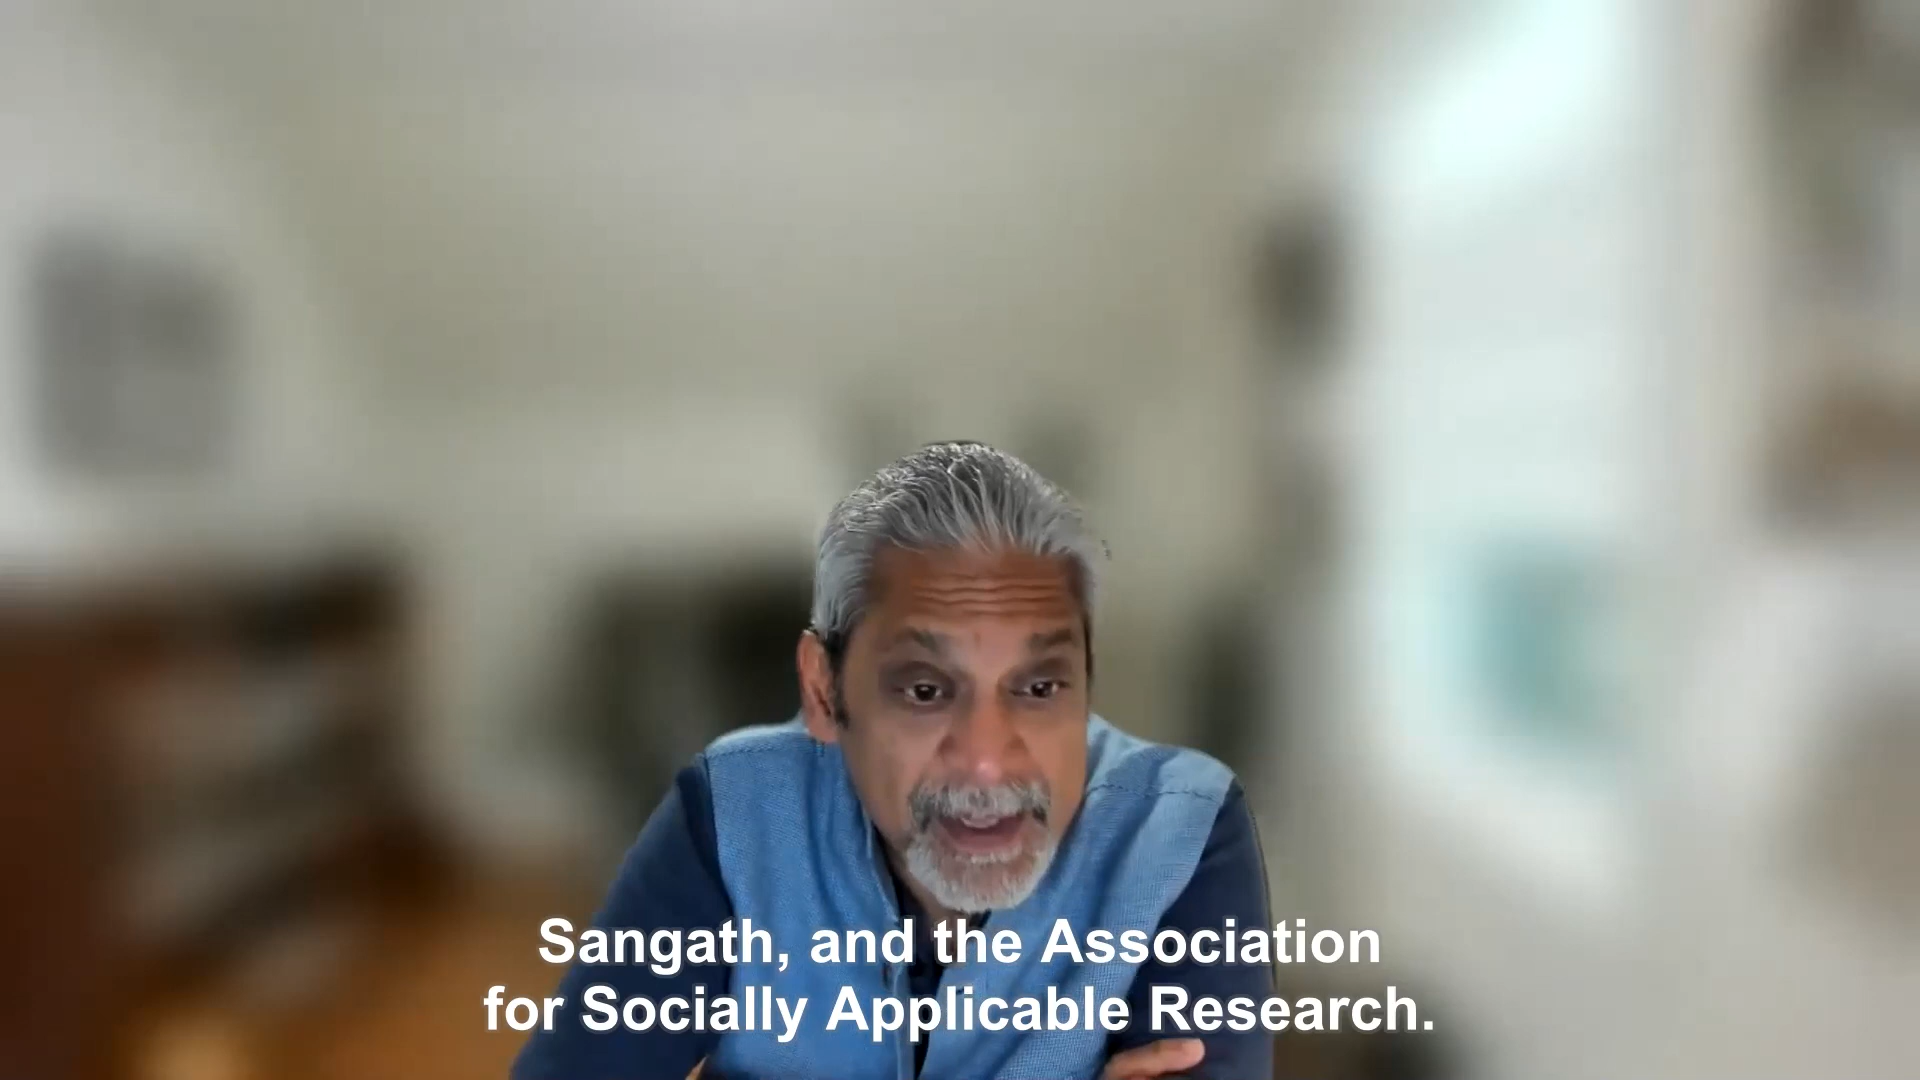 Sangath, and the Association
for Socially Applicable Research.